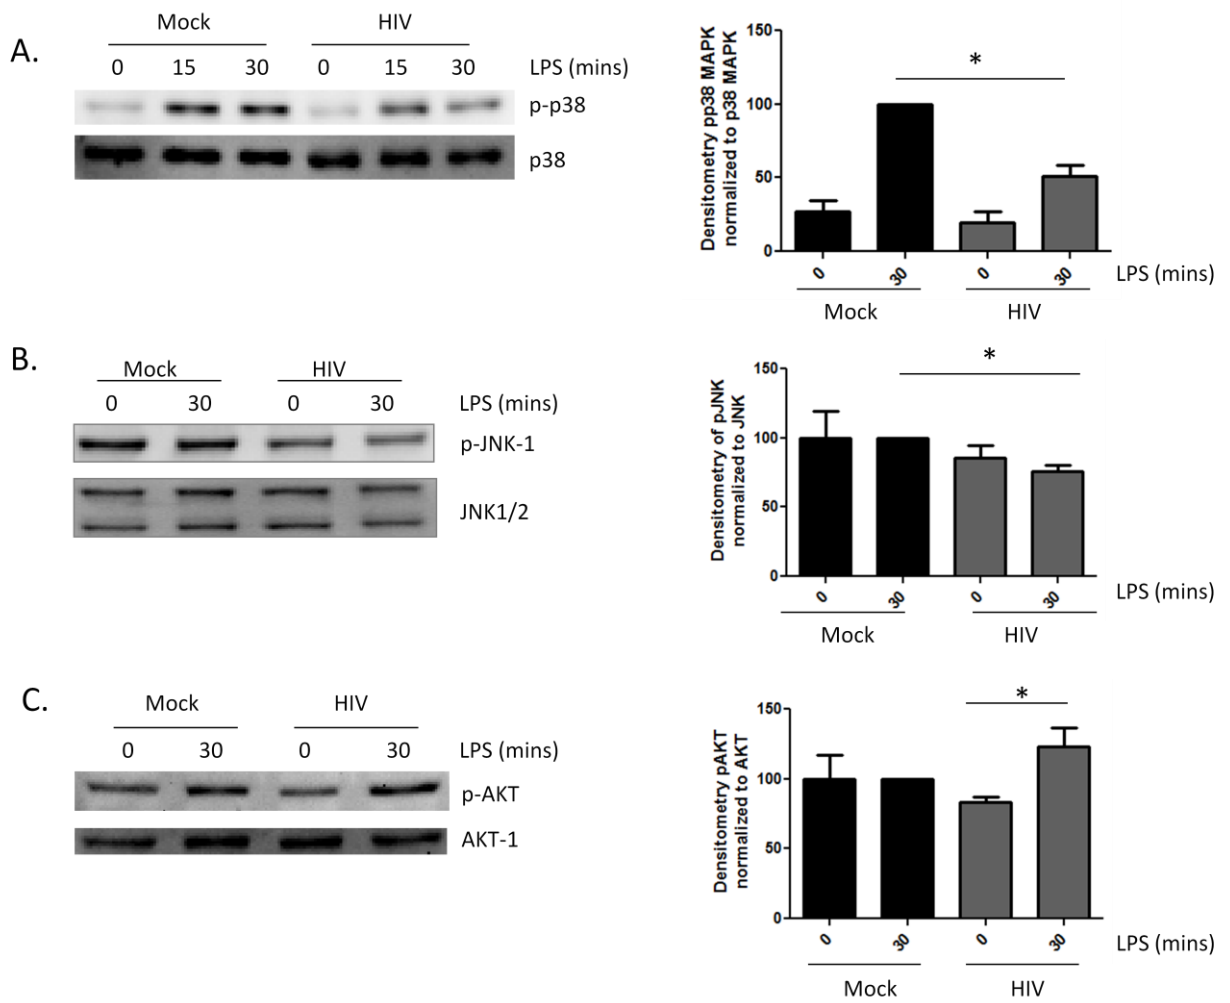 A.
Mock HIV
0 15 30 0 15 30 LPS (mins)
p-p38
p38
Densitometry pp38 MAPK
normalized to p38 MAPK
150
100
50
0
*
0 30 0 30 LPS (mins)
Mock HIV
B.
Mock HIV
0 30 0 30 LPS (mins)
p-JNK-1
JNK1/2
Densitometry of pJNK
normalized to JNK
150
100
50
0
*
0 30 0 30 LPS (mins)
Mock HIV
C.
Mock HIV
0 30 0 30 LPS (mins)
p-AKT
AKT-1
Densitometry pAKT
normalized to AKT
150
100
50
0
*
0 30 0 30 LPS (mins)
Mock HIV